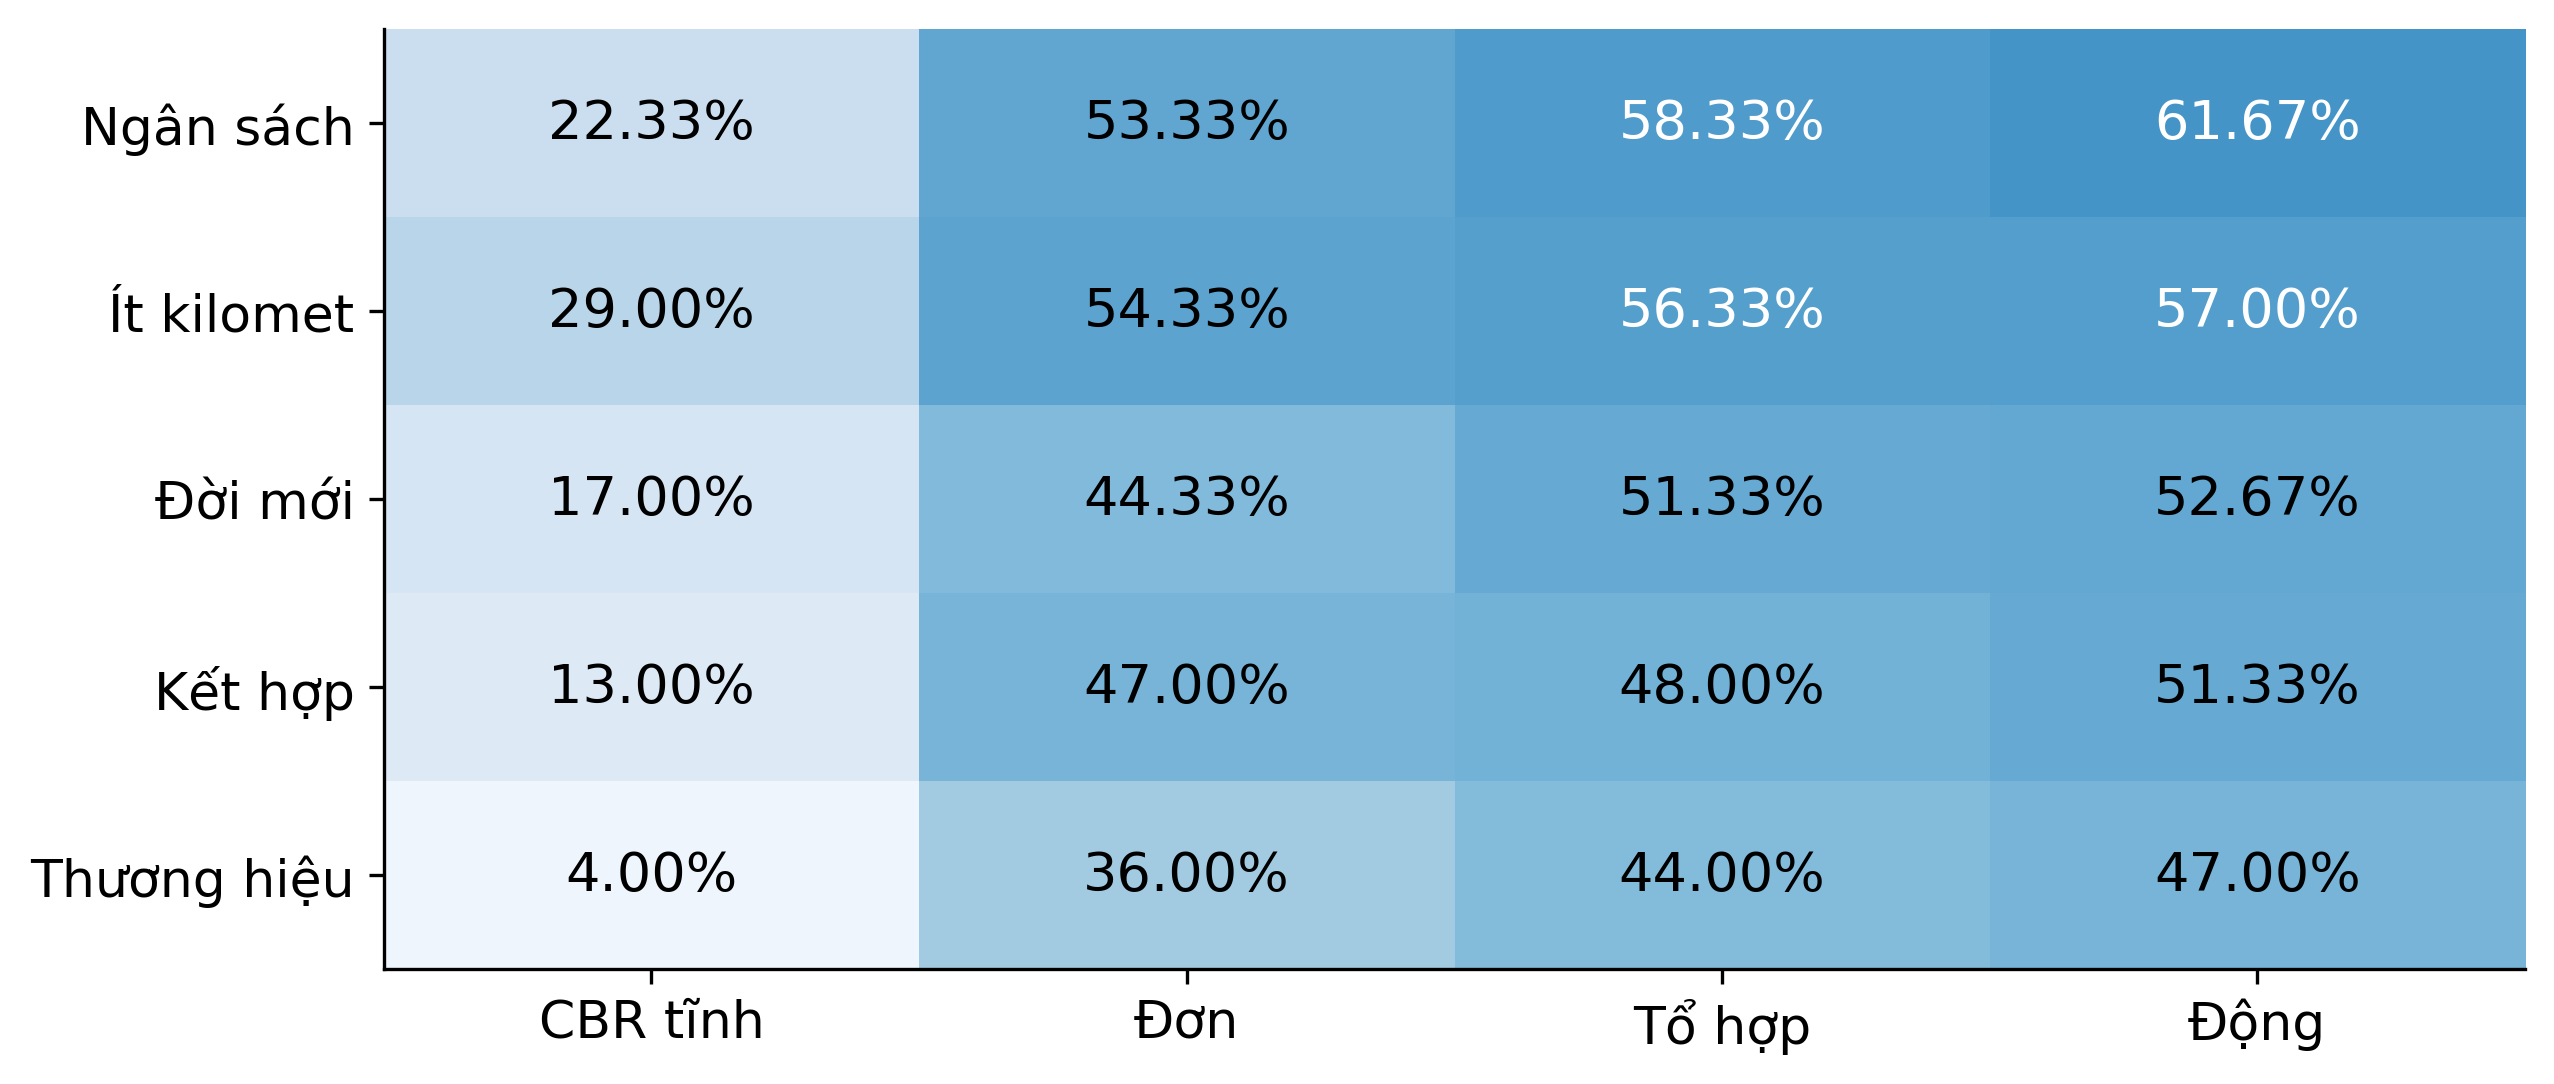 Ngân sách 22.33% 53.33% 58.33% 61.67%
Ít kilomet 29.00% 54.33% 56.33% 57.00%
Đời mới 17.00% 44.33% 51.33% 52.67%
Kết hợp 13.00% 47.00% 48.00% 51.33%
Thương hiệu 4.00% 36.00% 44.00% 47.00%
CBR tĩnh Đơn Tổ hợp Động